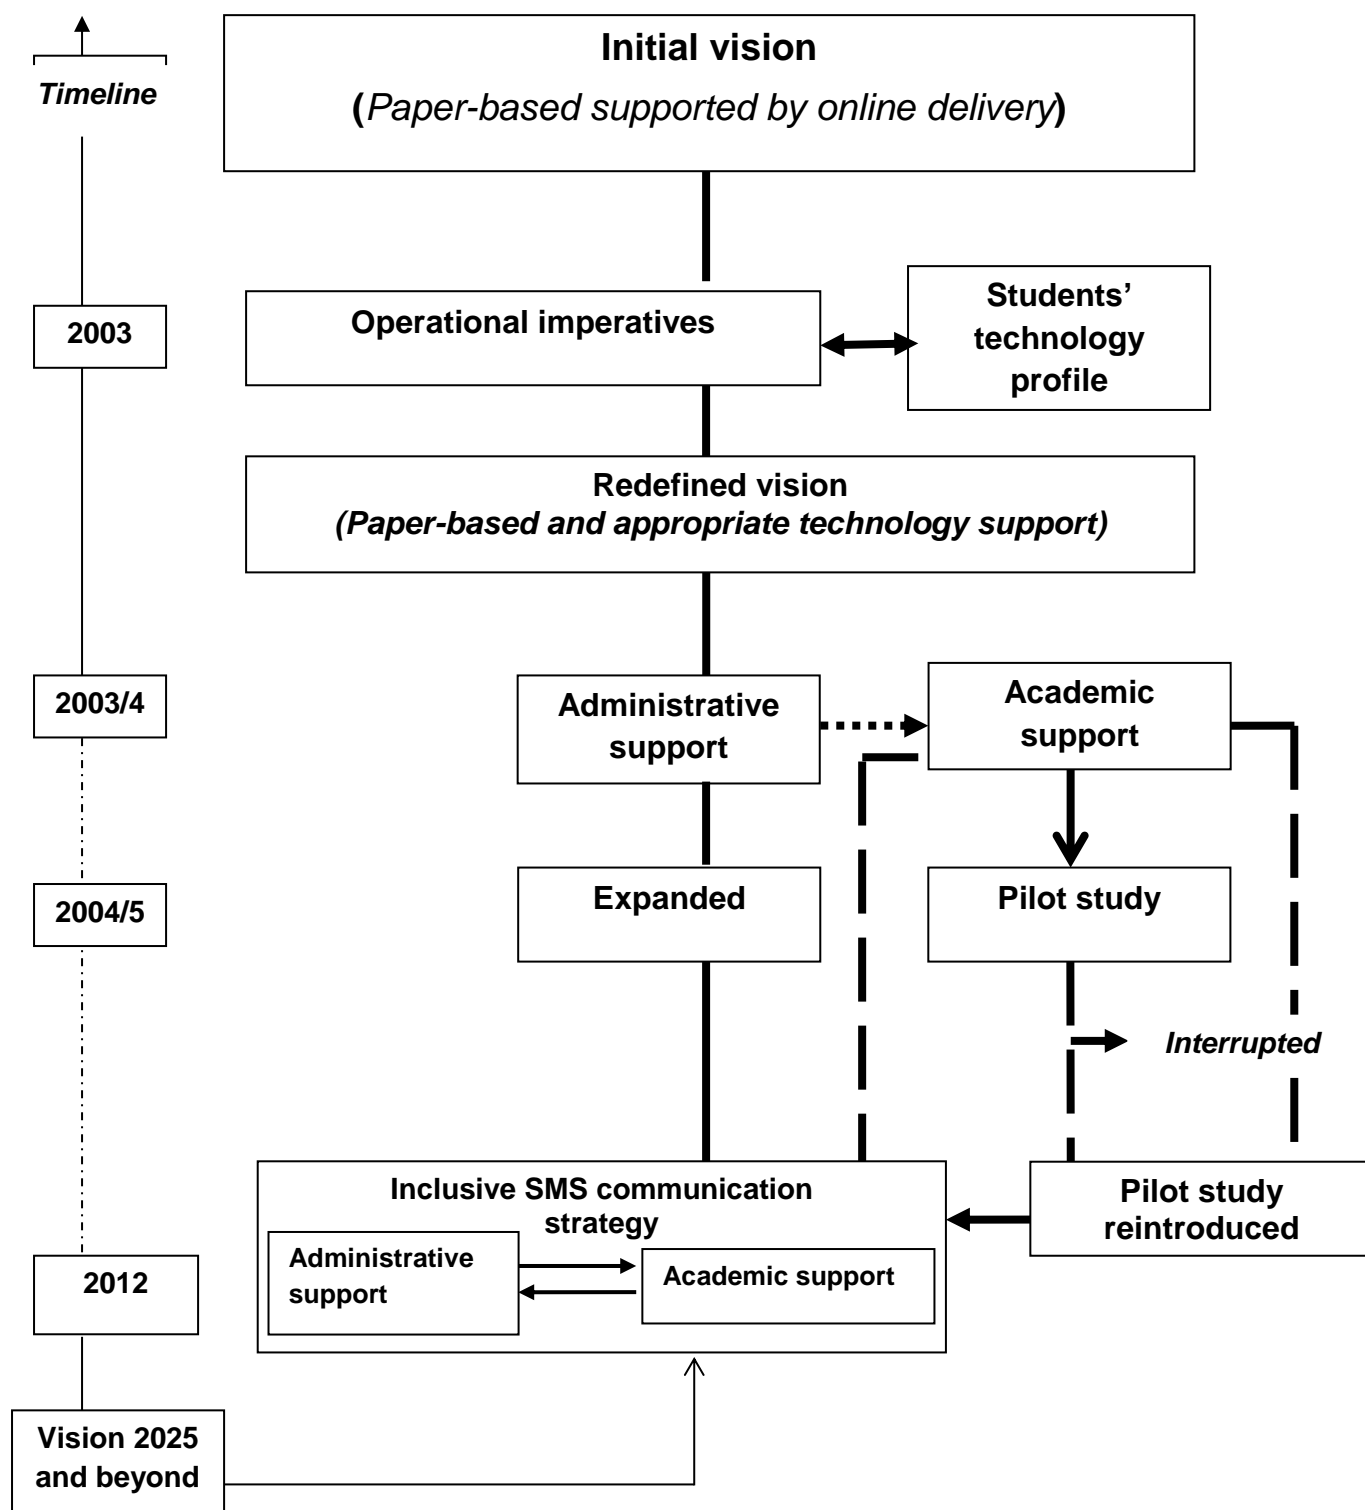 Initial vision
(Paper-based supported by online delivery)
Timeline
2003
Operational imperatives
Students’
technology
profile
Redefined vision
(Paper-based and appropriate technology support)
2003/4
Administrative
support
Academic
support
2004/5
Expanded
Pilot study
Interrupted
Inclusive SMS communication
strategy
Administrative
support
Academic support
Pilot study
reintroduced
2012
Vision 2025
and beyond